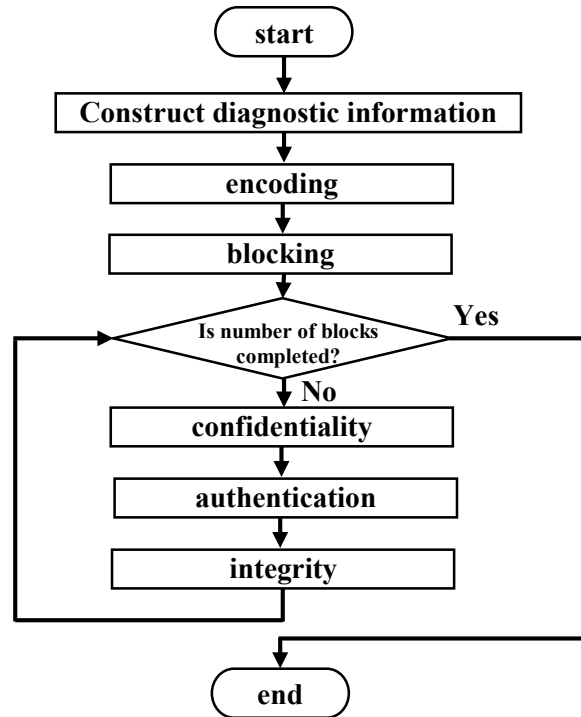 start
Construct diagnostic information
encoding
blocking
Is number of blocks
completed?
Yes
No
confidentiality
authentication
integrity
end